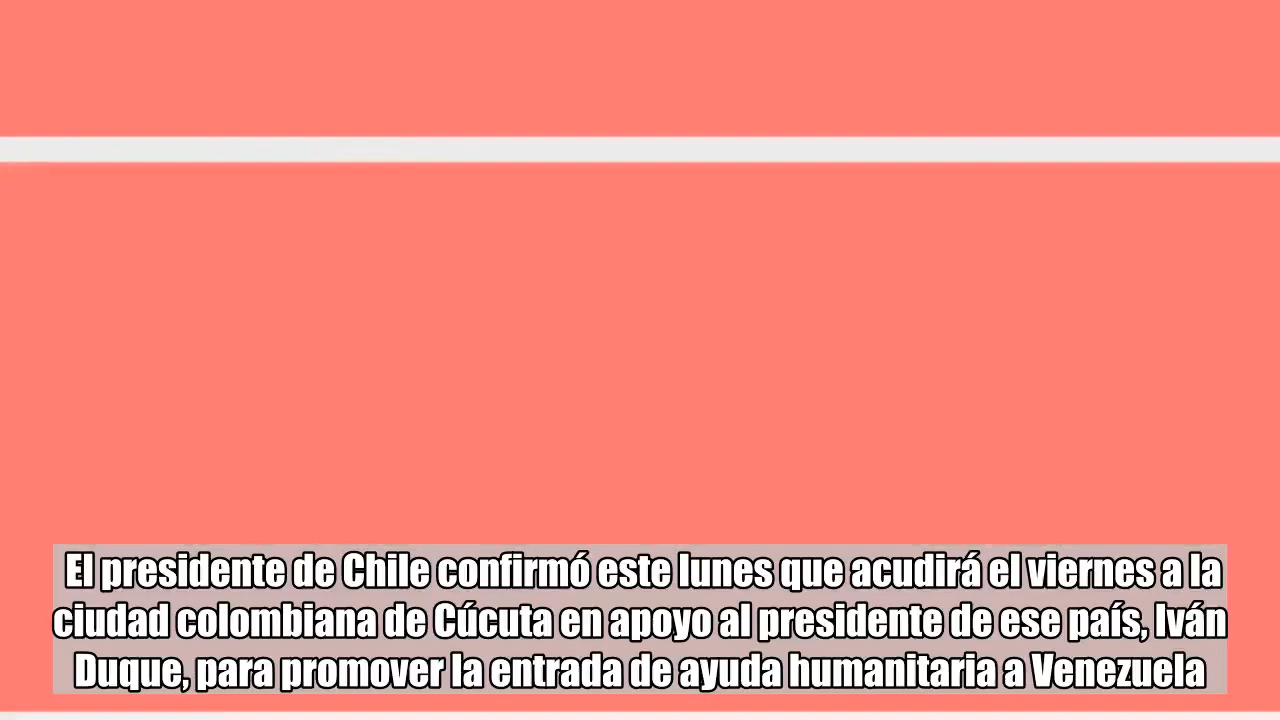 El presidente de Chile confirmó este lunes que acudirá el viernes a la
ciudad colombiana de Cúcuta en apoyo al presidente de ese país, Iván
Duque, para promover la entrada de ayuda humanitaria a Venezuela